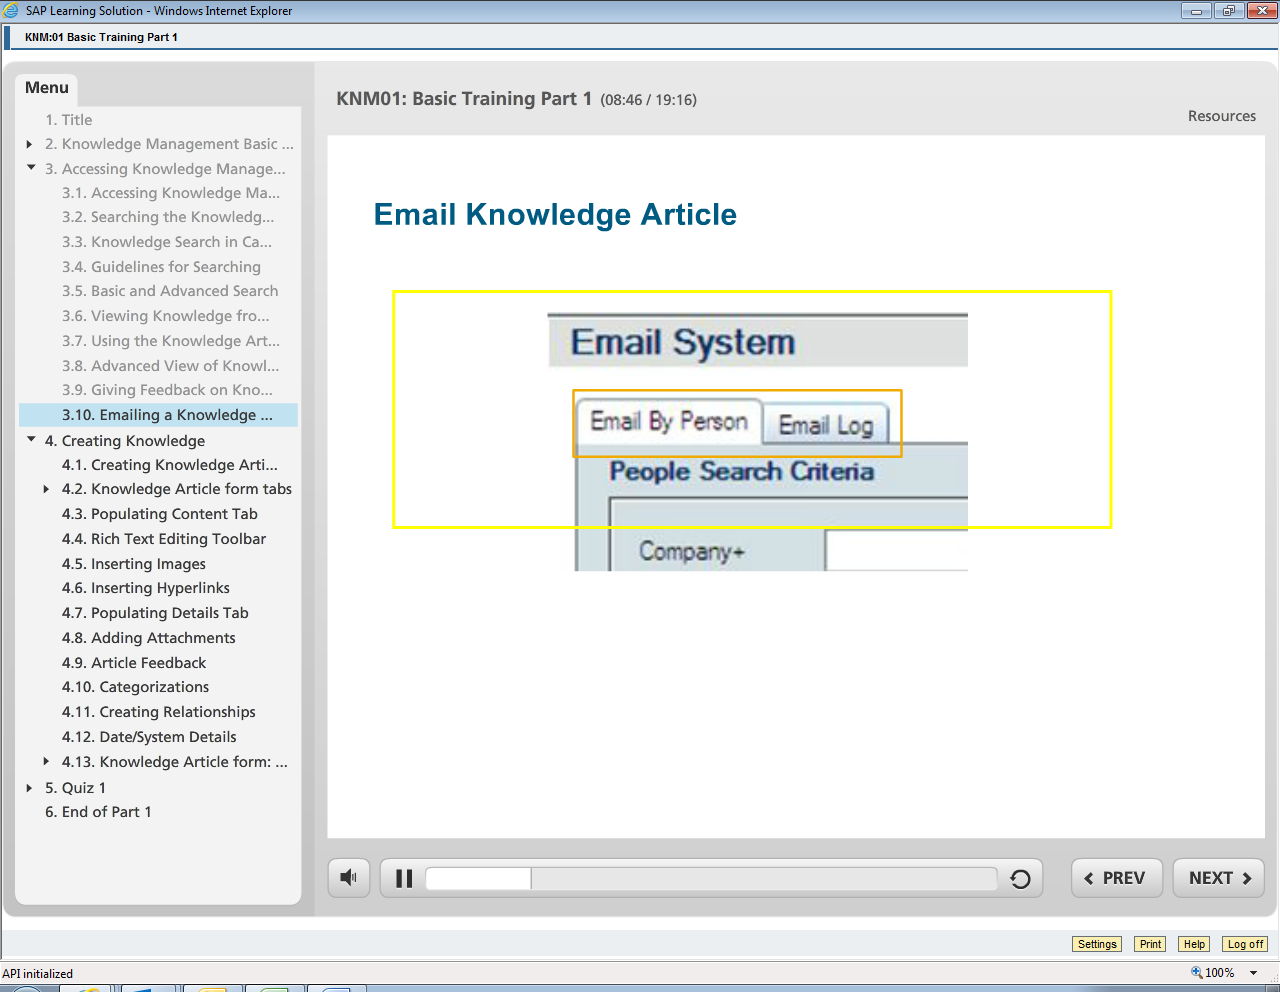 SAP Learning Solution - Windows Internet Explorer
KNM:01 Basic Training Part 1
Menu
1. Title
2. Knowledge Management Basic ...
3. Accessing Knowledge Manage...
3.1. Accessing Knowledge Ma...
3.2. Searching the Knowledg...
3.3. Knowledge Search in Ca...
3.4. Guidelines for Searching
3.5. Basic and Advanced Search
3.6. Viewing Knowledge fro...
3.7. Using the Knowledge Art...
3.8. Advanced View of Knowl...
3.9. Giving Feedback on Kno...
3.10. Emailing a Knowledge ...
4. Creating Knowledge
4.1. Creating Knowledge Arti...
4.2. Knowledge Article form tabs
4.3. Populating Content Tab
4.4. Rich Text Editing Toolbar
4.5. Inserting Images
4.6. Inserting Hyperlinks
4.7. Populating Details Tab
4.8. Adding Attachments
4.9. Article Feedback
4.10. Categorizations
4.11. Creating Relationships
4.12. Date/System Details
4.13. Knowledge Article form: ...
5. Quiz 1
6. End of Part 1
KNM01: Basic Training Part 1 (08:46 / 19:16)
Resources
Email Knowledge Article
Email System
Email By Person Email Log
People Search Criteria
Company+
PREV NEXT
Settings Print Help Log off
API initialized 100%